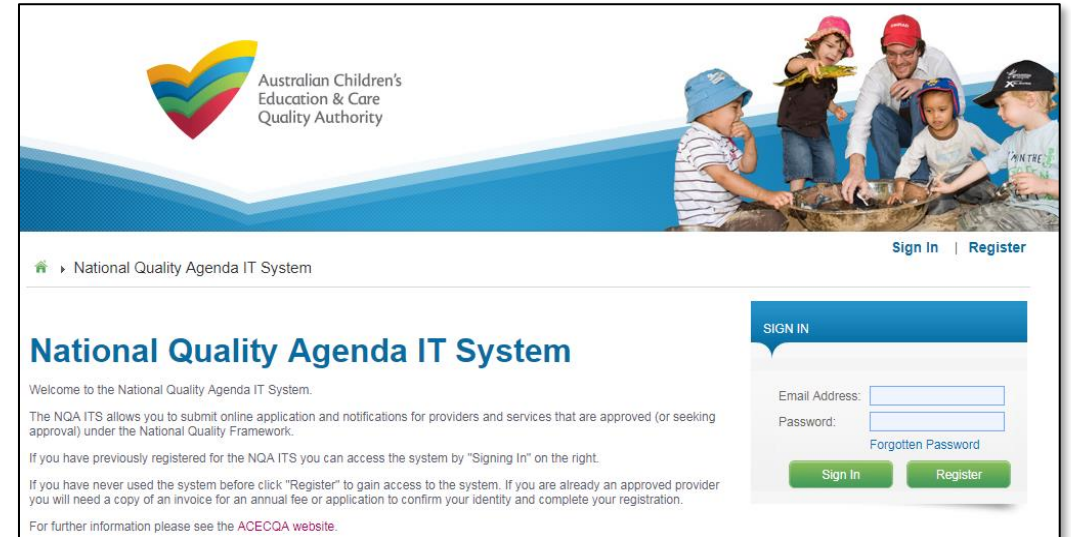 Australian Children's
Education & Care
Quality Authority
Sign In | Register
National Quality Agenda IT System
National Quality Agenda IT System
Welcome to the National Quality Agenda IT System.
The NQA ITS allows you to submit online application and notifications for providers and services that are approved (or seeking
approval) under the National Quality Framework.
If you have previously registered for the NQA ITS you can access the system by "Signing In" on the right.
If you have never used the system before click "Register" to gain access to the system. If you are already an approved provider
you will need a copy of an invoice for an annual fee or application to confirm your identity and complete your registration.
For further information please see the ACECQA website.
SIGN IN
Email Address:
Password:
Forgotten Password
Sign In
Register